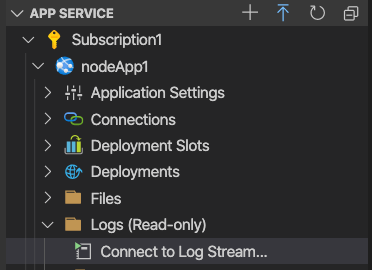 APP SERVICE
Subscription1
nodeApp1
Application Settings
Connections
Deployment Slots
Deployments
Files
Logs (Read-only)
Connect to Log Stream...